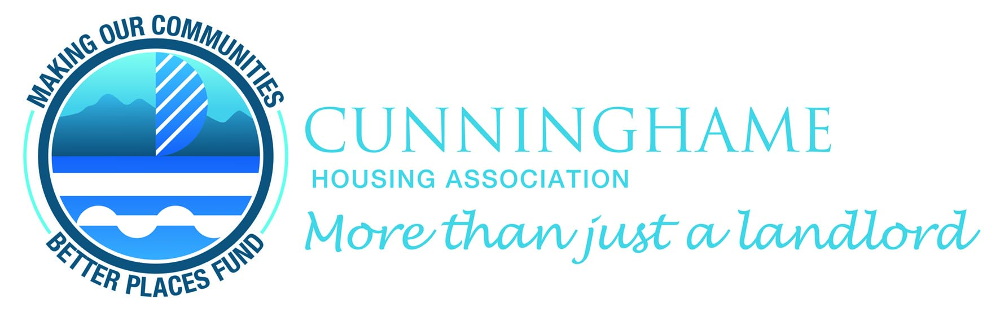 MAKING OUR COMMUNITIES
BETTER PLACES FUND
CUNNINGHAME
HOUSING ASSOCIATION
More than just a landlord